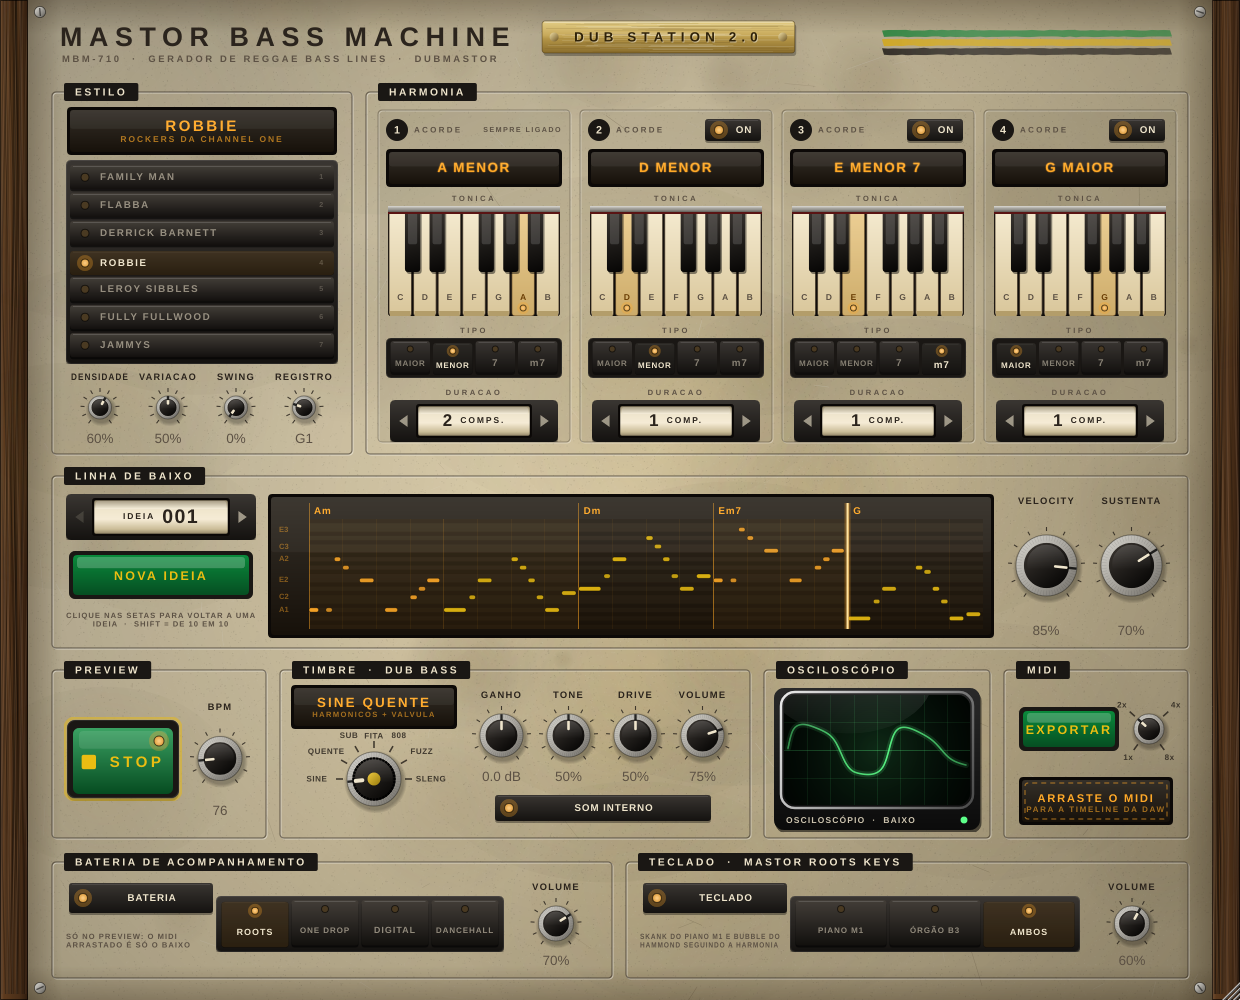 MASTOR BASS MACHINE
DUB STATION 2.0
MBM-710 · GERADOR DE REGGAE BASS LINES · DUBMASTOR
ESTILO
ROBBIE
ROCKERS DA CHANNEL ONE
FAMILY MAN 1
FLABBA 2
DERRICK BARNETT 3
ROBBIE 4
LEROY SIBBLES 5
FULLY FULLWOOD 6
JAMMYS 7
DENSIDADE VARIACAO SWING REGISTRO
60% 50% 0% G1
HARMONIA
1 ACORDE SEMPRE LIGADO
A MENOR
TONICA
C D E F G A B
TIPO
MAIOR MENOR 7 m7
DURACAO
2 COMPS.
2 ACORDE ON
D MENOR
TONICA
C D E F G A B
TIPO
MAIOR MENOR 7 m7
DURACAO
1 COMP.
3 ACORDE ON
E MENOR 7
TONICA
C D E F G A B
TIPO
MAIOR MENOR 7 m7
DURACAO
1 COMP.
4 ACORDE ON
G MAIOR
TONICA
C D E F G A B
TIPO
MAIOR MENOR 7 m7
DURACAO
1 COMP.
LINHA DE BAIXO
IDEIA 001
NOVA IDEIA
CLIQUE NAS SETAS PARA VOLTAR A UMA
IDEIA · SHIFT = DE 10 EM 10
Am Dm Em7 G
E3
C3
A2
E2
C2
A1
VELOCITY SUSTENTA
85% 70%
PREVIEW
STOP
BPM
76
TIMBRE · DUB BASS
SINE QUENTE
HARMONICOS + VALVULA
SUB FITA 808
QUENTE FUZZ
SINE SLENG
GANHO TONE DRIVE VOLUME
0.0 dB 50% 50% 75%
SOM INTERNO
OSCILOSCÓPIO
OSCILOSCÓPIO · BAIXO
MIDI
EXPORTAR
2x 4x
1x 8x
ARRASTE O MIDI
PARA A TIMELINE DA DAW
BATERIA DE ACOMPANHAMENTO
BATERIA
SÓ NO PREVIEW: O MIDI
ARRASTADO É SÓ O BAIXO
ROOTS ONE DROP DIGITAL DANCEHALL
VOLUME
70%
TECLADO · MASTOR ROOTS KEYS
TECLADO
SKANK DO PIANO M1 E BUBBLE DO
HAMMOND SEGUINDO A HARMONIA
PIANO M1 ÓRGÃO B3 AMBOS
VOLUME
60%